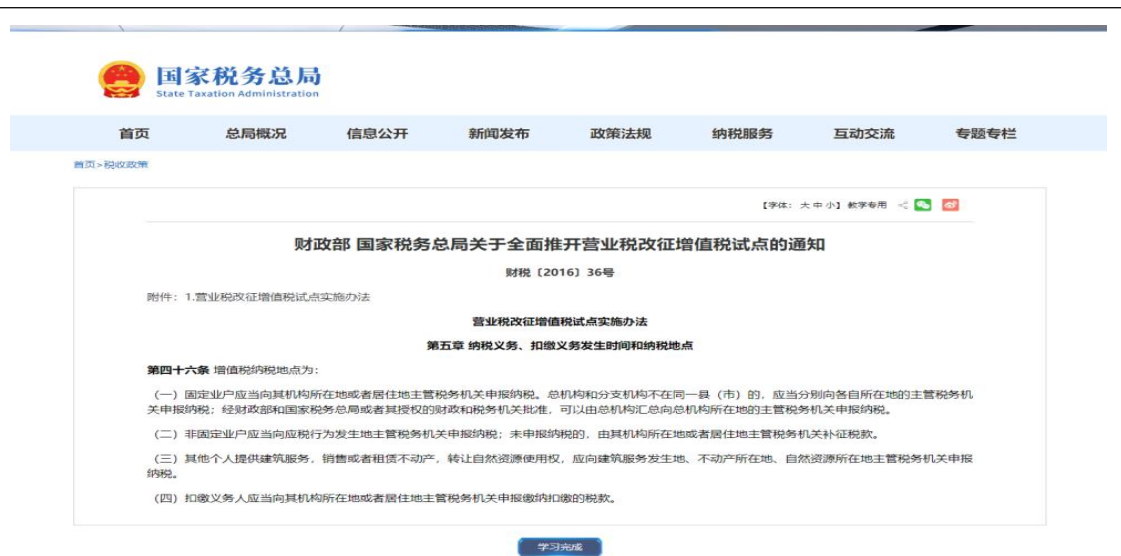 国家税务总局
State Taxation Administration
首页 总局概况 信息公开 新闻发布 政策法规 纳税服务 互动交流 专题专栏
首页>税收政策
【字体: 大 中 小】教学专用
财政部 国家税务总局关于全面推开营业税改征增值税试点的通知
财税〔2016〕36号
附件: 1.营业税改征增值税试点实施办法
营业税改征增值税试点实施办法
第五章 纳税义务、扣缴义务发生时间和纳税地点
第四十六条 增值税纳税地点为:
(一) 固定业户应当向其机构所在地或者居住地主管税务机关申报纳税。总机构和分支机构不在同一县(市)的, 应当分别向各自所在地的主管税务机
关申报纳税; 经财政部和国家税务总局或者其授权的财政和税务机关批准, 可以由总机构汇总向总机构所在地的主管税务机关申报纳税。
(二) 非固定业户应当向应税行为发生地主管税务机关申报纳税; 未申报纳税的, 由其机构所在地或者居住地主管税务机关补征税款。
(三) 其他个人提供建筑服务, 销售或者租赁不动产, 转让自然资源使用权, 应向建筑服务发生地、不动产所在地、自然资源所在地主管税务机关申报
纳税。
(四) 扣缴义务人应当向其机构所在地或者居住地主管税务机关申报缴纳扣缴的税款。
学习完成